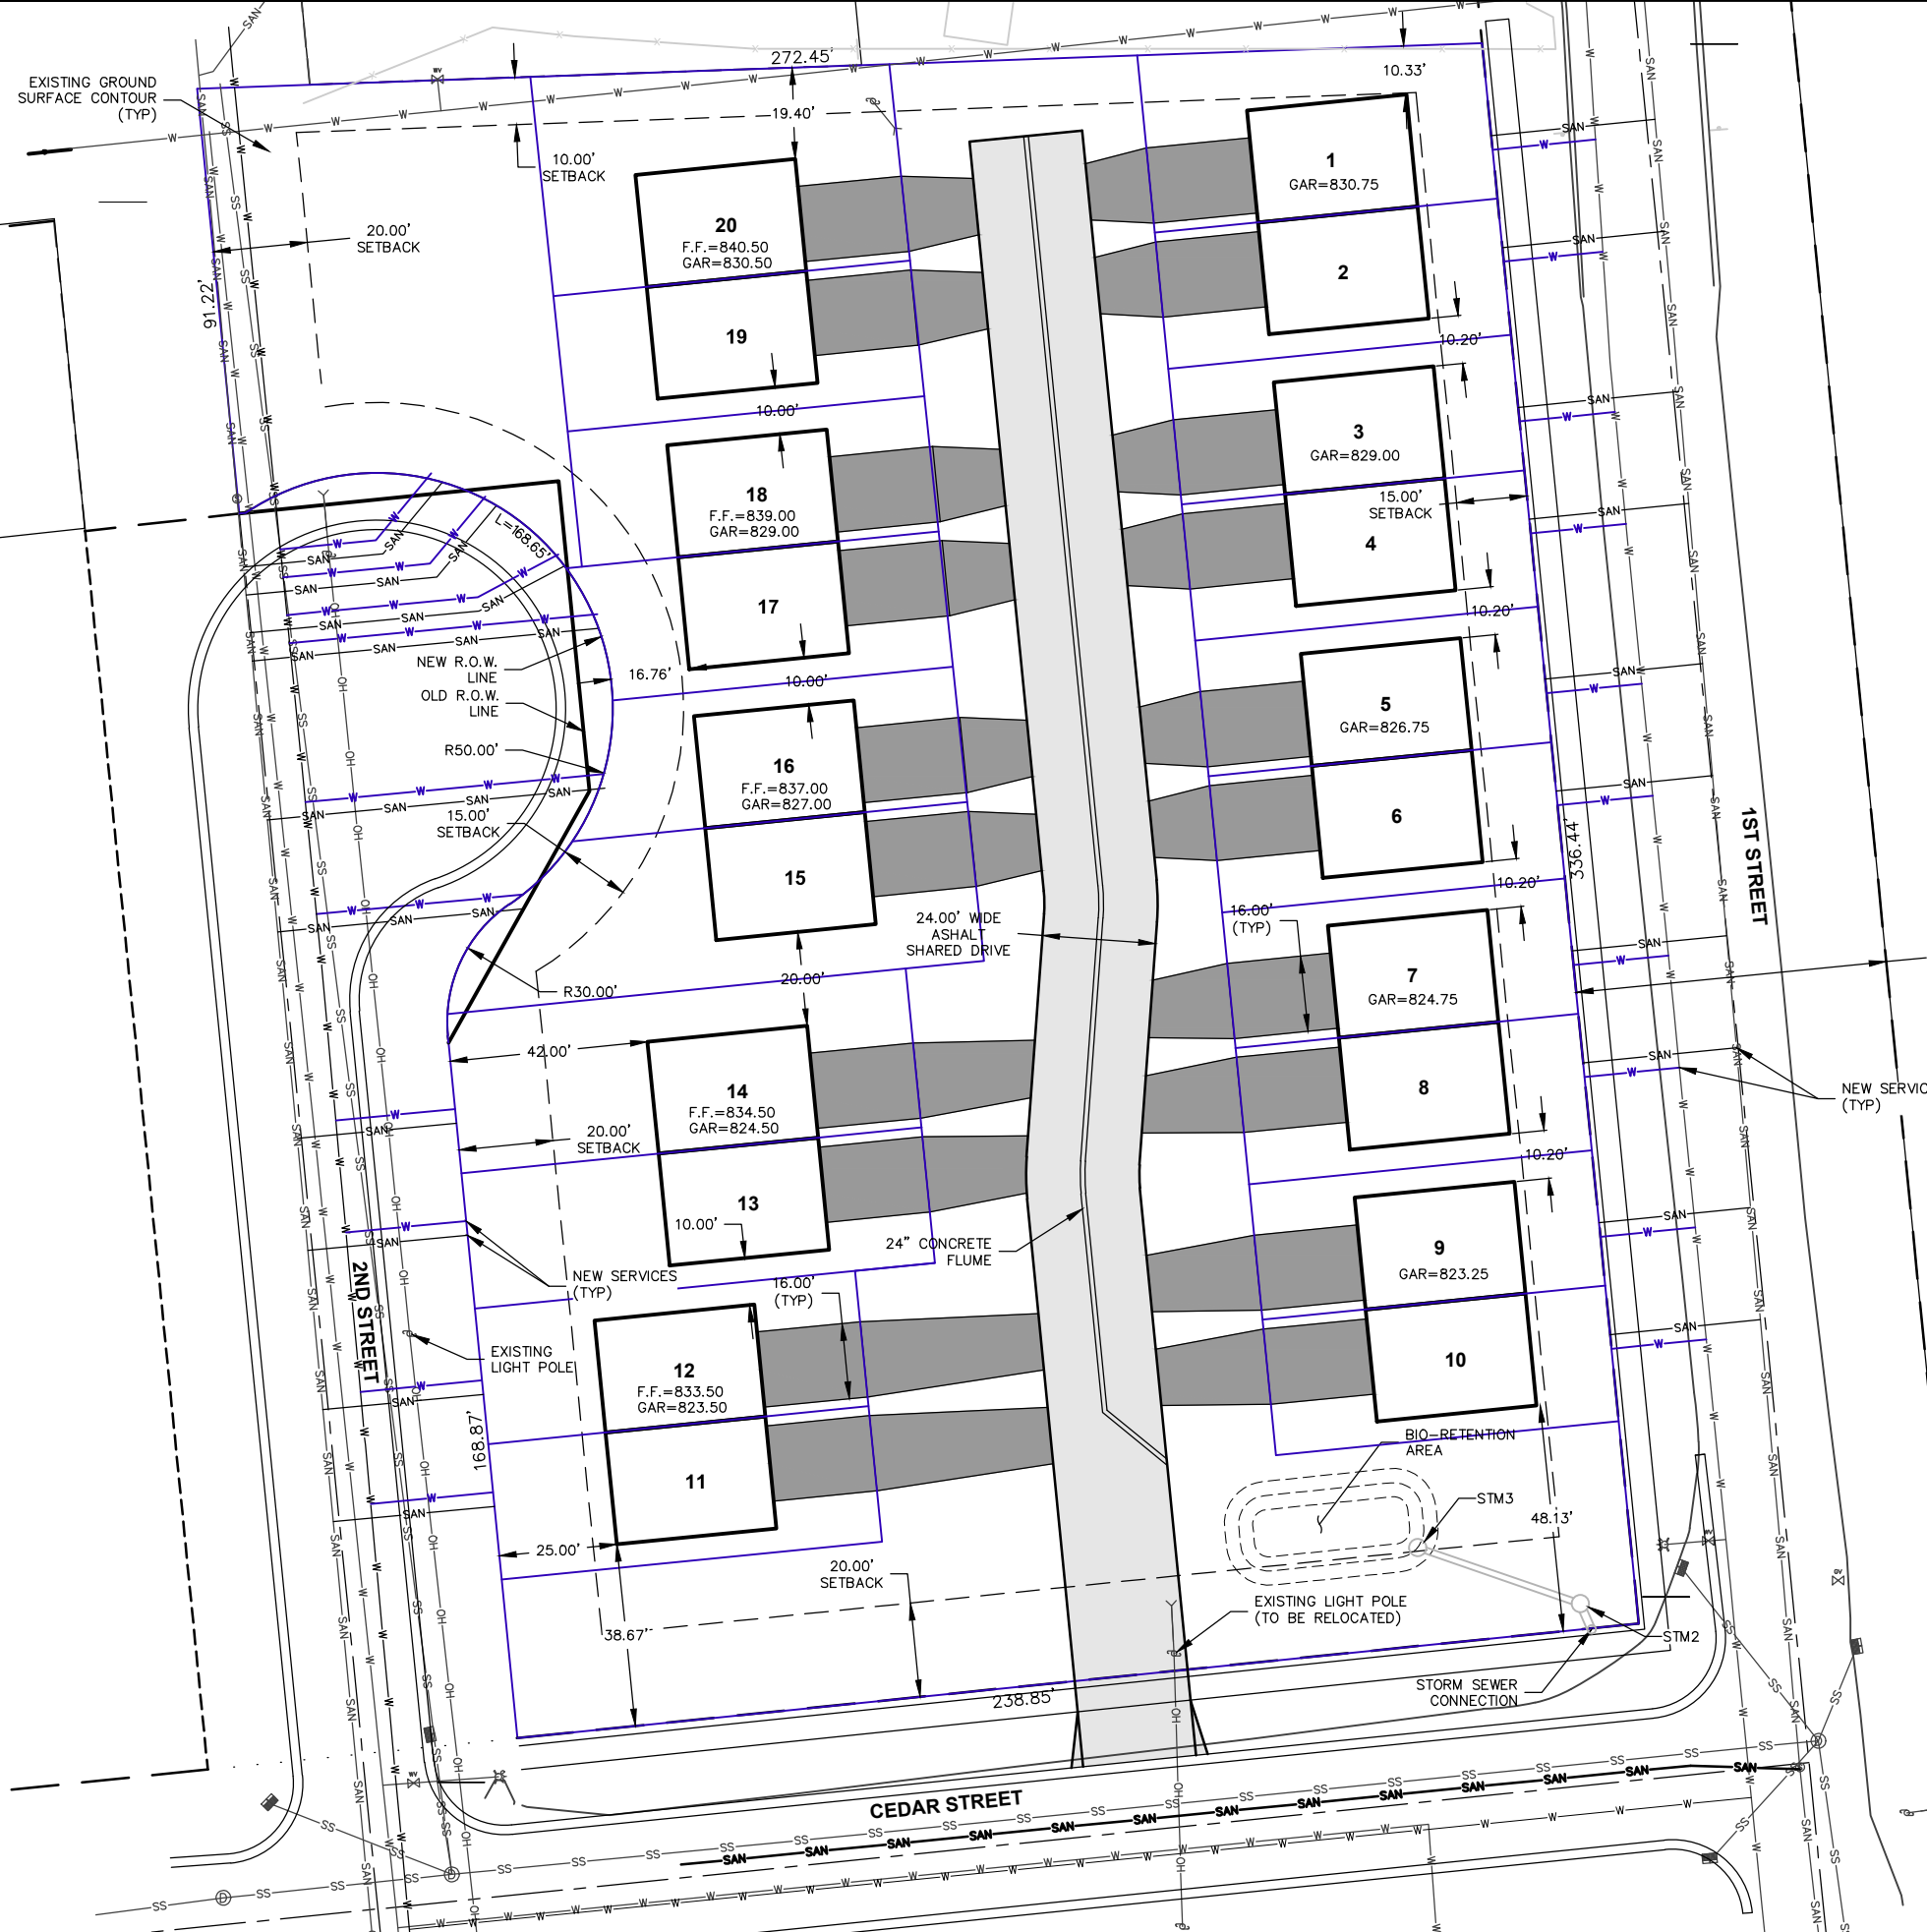 272.45'
10.33'
EXISTING GROUND
SURFACE CONTOUR
(TYP)
19.40'
10.00'
SETBACK
20.00'
SETBACK
91.22'
1
GAR=830.75
2
20
F.F.=840.50
GAR=830.50
19
10.20'
10.00'
3
GAR=829.00
15.00'
SETBACK
4
18
F.F.=839.00
GAR=829.00
17
L=168.65'
10.20'
NEW R.O.W.
LINE
OLD R.O.W.
LINE
16.76'
10.00'
R50.00'
5
GAR=826.75
6
16
F.F.=837.00
GAR=827.00
15
15.00'
SETBACK
336.44'
1ST STREET
10.20'
24.00' WIDE
ASHALT
SHARED DRIVE
16.00'
(TYP)
20.00'
R30.00'
7
GAR=824.75
8
42.00'
14
F.F.=834.50
GAR=824.50
13
20.00'
SETBACK
NEW SERVIC
(TYP)
10.20'
10.00'
24" CONCRETE
FLUME
9
GAR=823.25
10
NEW SERVICES
(TYP)
16.00'
(TYP)
2ND STREET
EXISTING
LIGHT POLE
12
F.F.=833.50
GAR=823.50
11
168.87'
BIO-RETENTION
AREA
STM3
48.13'
25.00'
20.00'
SETBACK
EXISTING LIGHT POLE
(TO BE RELOCATED)
38.67'
STM2
STORM SEWER
CONNECTION
238.85'
CEDAR STREET
SAN
W
SS
OH